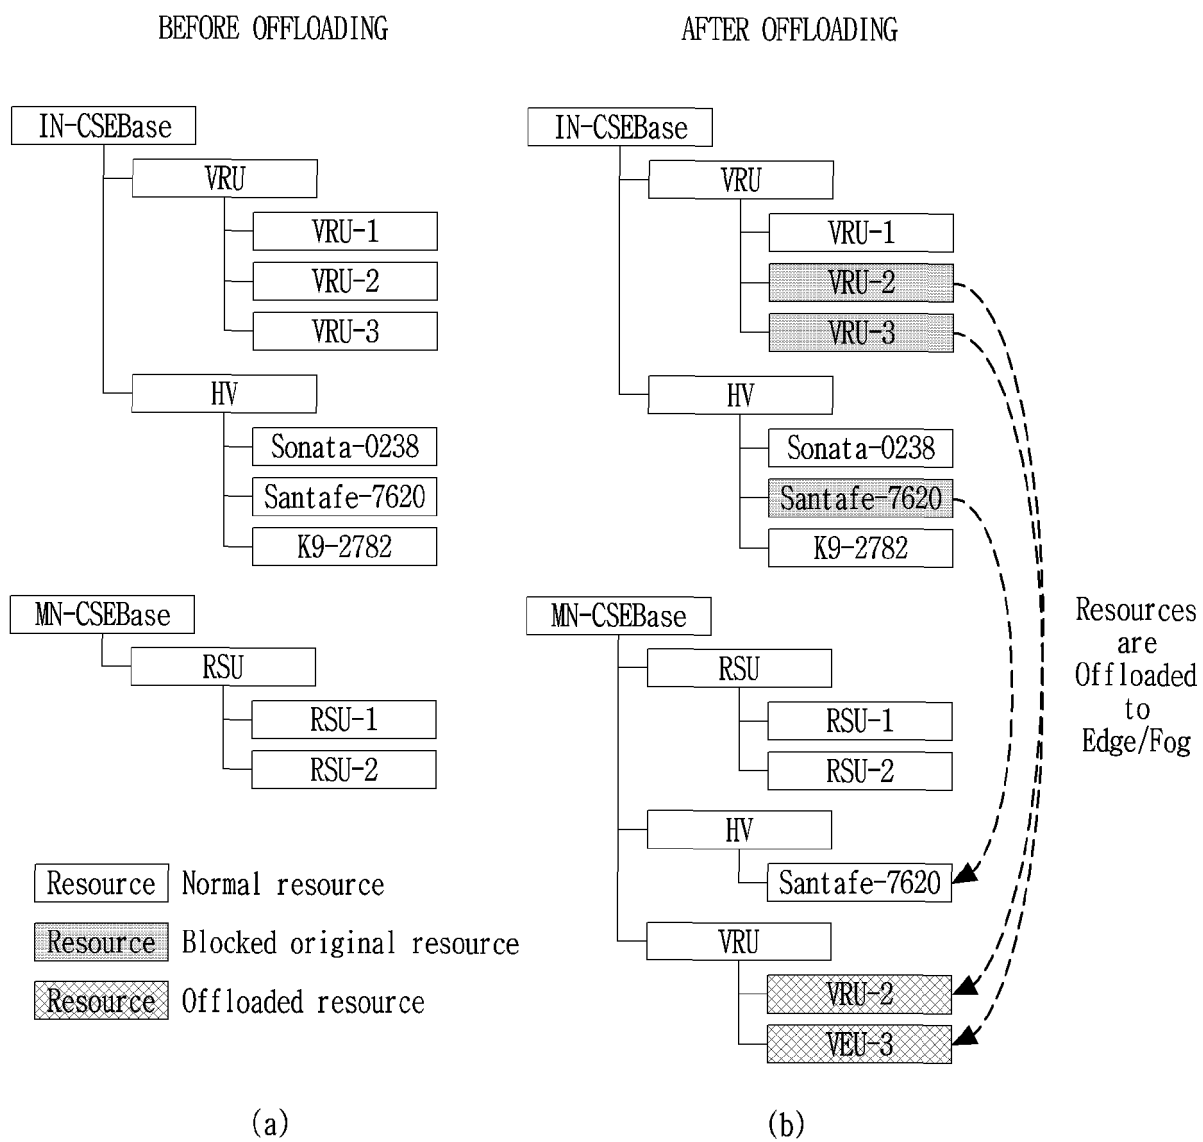 BEFORE OFFLOADING
IN-CSEBase
VRU
VRU-1
VRU-2
VRU-3
HV
Sonata-0238
Santafe-7620
K9-2782
MN-CSEBase
RSU
RSU-1
RSU-2
Resource Normal resource
Resource Blocked original resource
Resource Offloaded resource
(a)
AFTER OFFLOADING
IN-CSEBase
VRU
VRU-1
VRU-2
VRU-3
HV
Sonata-0238
Santafe-7620
K9-2782
MN-CSEBase
RSU
RSU-1
RSU-2
HV
Santafe-7620
VRU
VRU-2
VEU-3
Resources
are
Offloaded
to
Edge/Fog
(b)